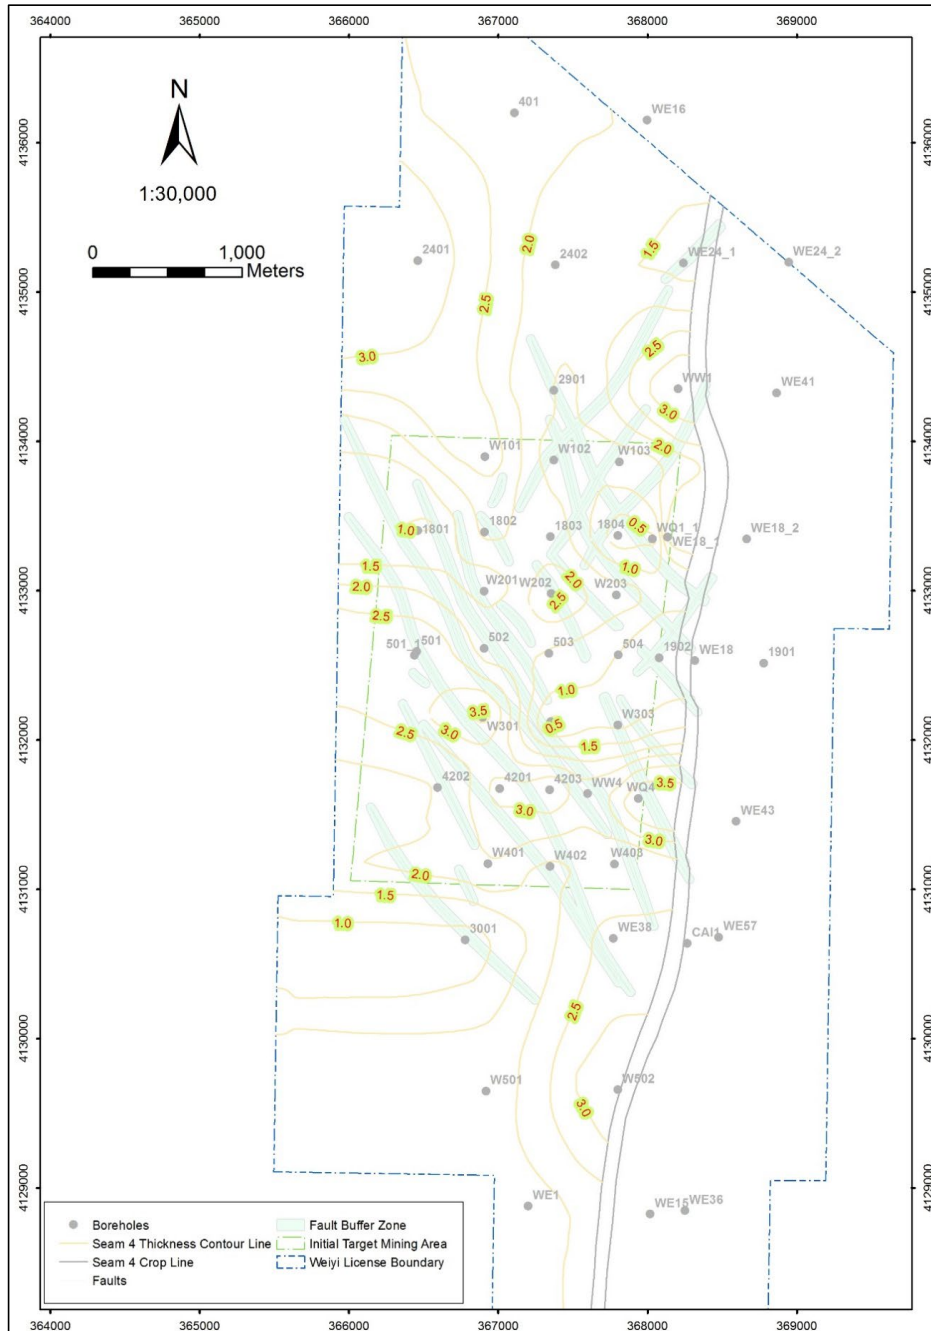 364000 365000 366000 367000 368000 369000
N
1:30,000
0 1,000
Meters
4136000 4136000
4135000 4135000
4134000 4134000
4133000 4133000
4132000 4132000
4131000 4131000
4130000 4130000
4129000 4129000
401
WE16
2401
2.0
2402
1.5
WE24_1
WE24_2
2.5
3.0
2.5
2901
WW1
WE41
3.0
W101
W102
W103
2.0
1.0
1801
1802
1803
1804
0.5
WQ1_1
WE18_1
WE18_2
1.5
1.0
2.0
W201
W202
2.0
W203
2.5
2.5
501_1
501
502
503
504
1902
WE18
1901
1.0
3.5
W301
0.5
W303
2.5
3.0
1.5
4202
4201
4203
WW4
WQ4
3.5
3.0
WE43
3.0
W401
W402
W403
2.0
1.5
1.0
3001
WE38
CAI1
WE57
2.5
W501
W502
3.0
WE1
WE15
WE36
Boreholes
Seam 4 Thickness Contour Line
Seam 4 Crop Line
Faults
Fault Buffer Zone
Initial Target Mining Area
Weiyi License Boundary
364000 365000 366000 367000 368000 369000